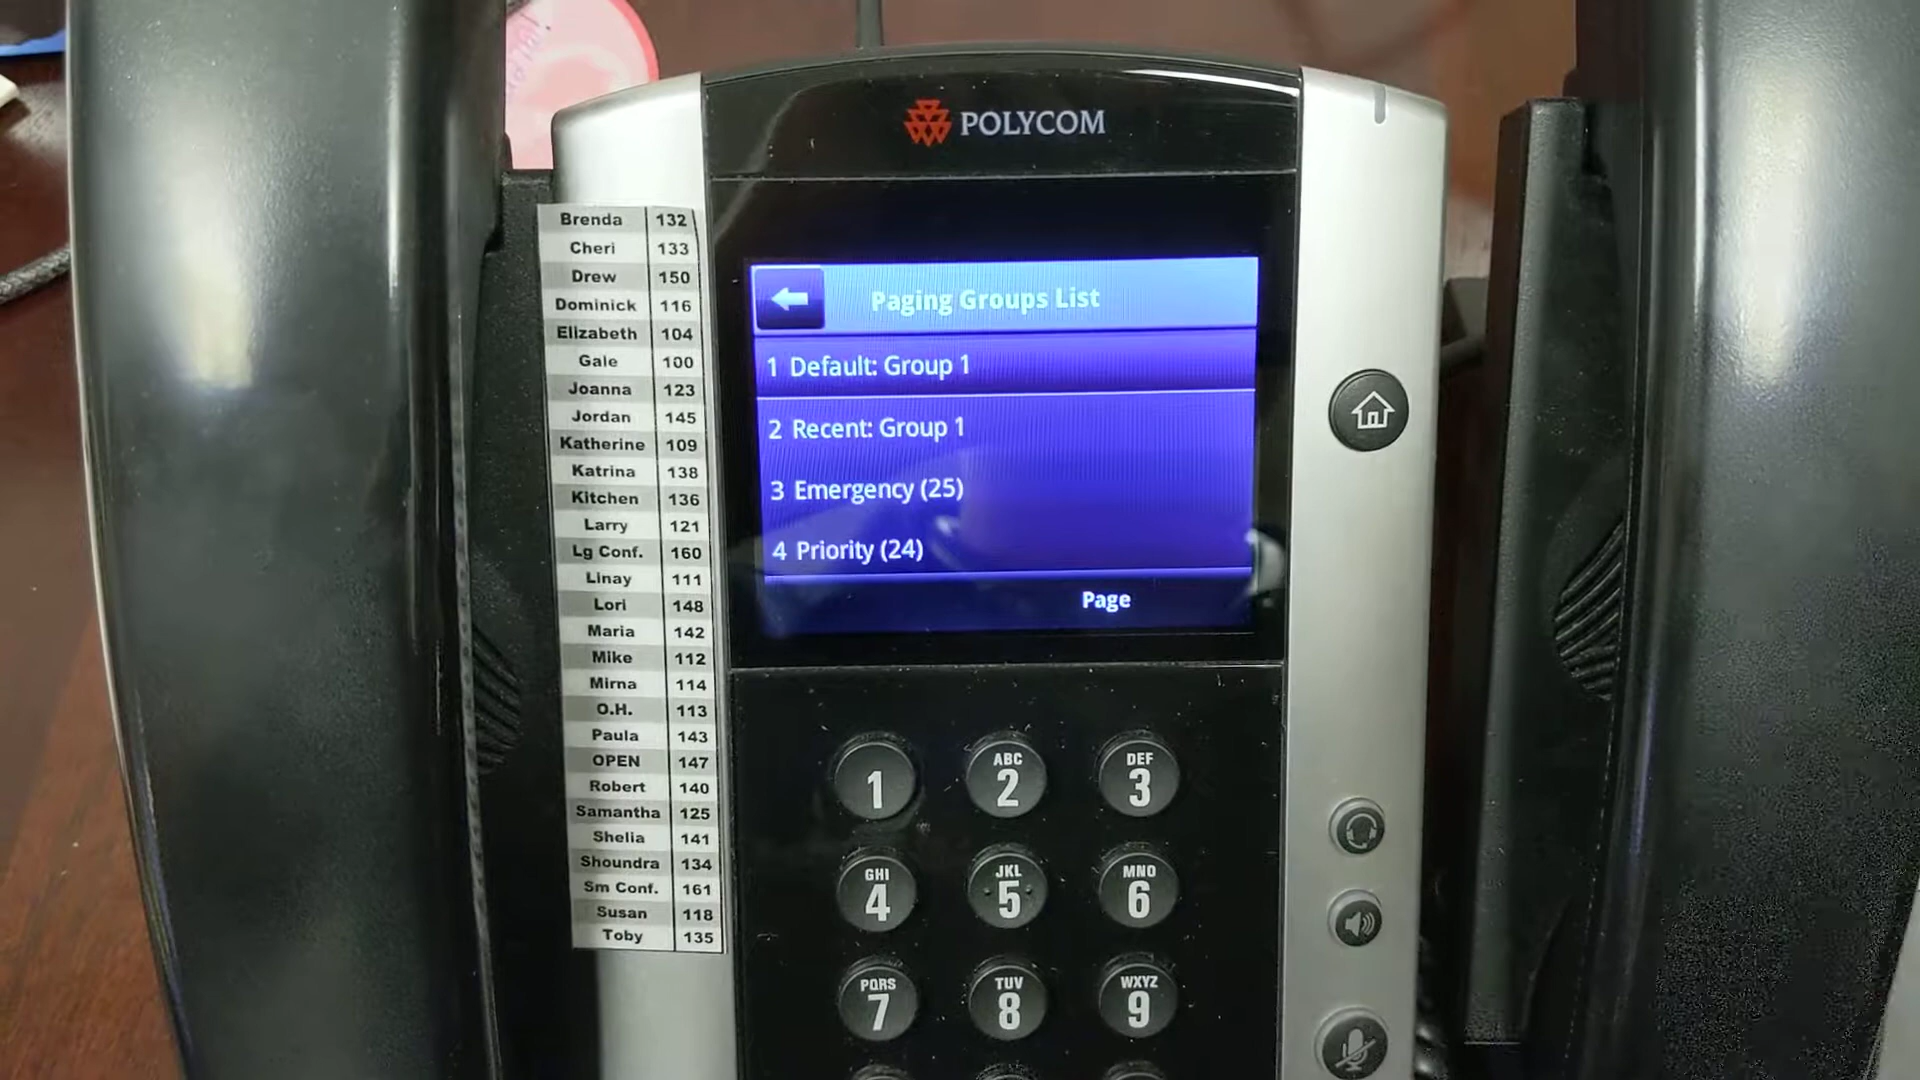 POLYCOM
Brenda 132
Cheri 133
Drew 150
Dominick 116
Elizabeth 104
Gale 100
Joanna 123
Jordan 145
Katherine 109
Katrina 138
Kitchen 136
Larry 121
Lg Conf. 160
Linay 111
Lori 148
Maria 142
Mike 112
Mirna 114
O.H. 113
Paula 143
OPEN 147
Robert 140
Samantha 125
Shelia 141
Shoundra 134
Sm Conf. 161
Susan 118
Toby 135
Paging Groups List
1 Default: Group 1
2 Recent: Group 1
3 Emergency (25)
4 Priority (24)
Page
1
ABC 2
DEF 3
GHI 4
JKL 5
MNO 6
PQRS 7
TUV 8
WXYZ 9